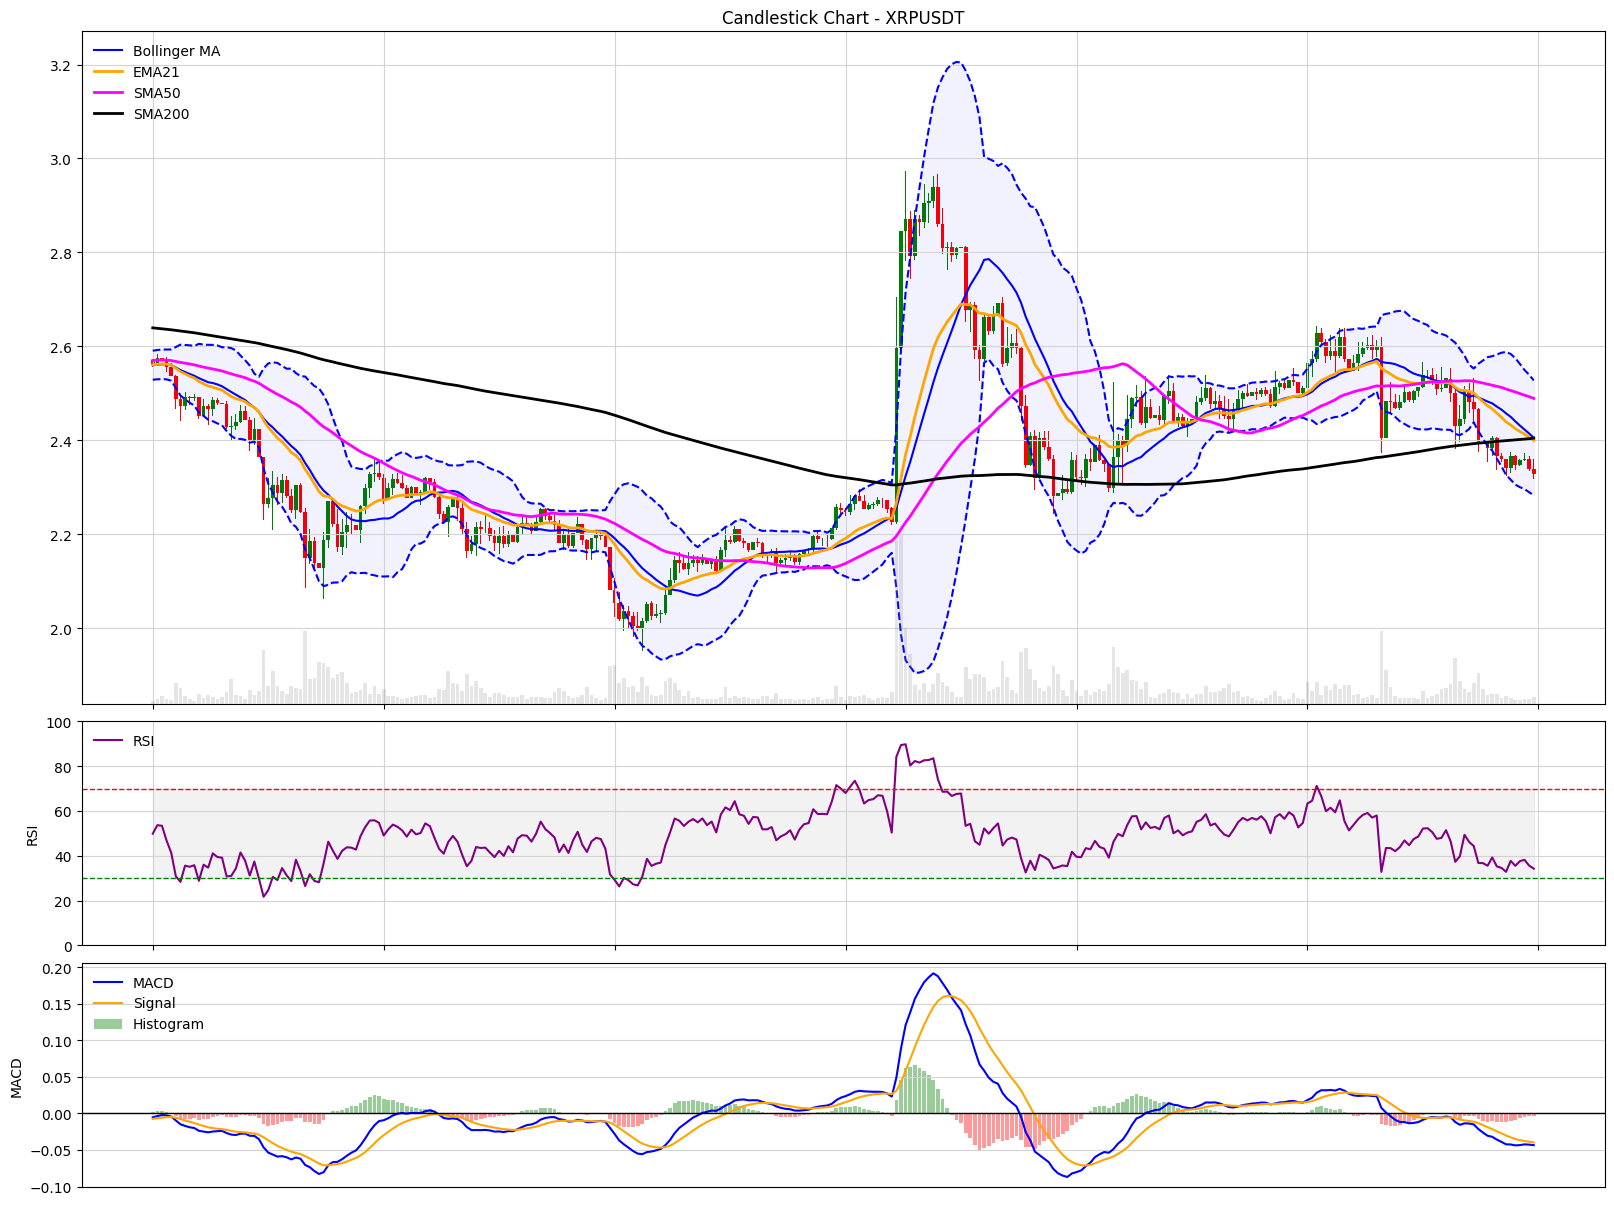 Candlestick Chart - XRPUSDT
Bollinger MA
EMA21
SMA50
SMA200
3.2
3.0
2.8
2.6
2.4
2.2
2.0
RSI
100
80
60
40
20
0
RSI
MACD
Signal
Histogram
0.20
0.15
0.10
0.05
0.00
−0.05
−0.10
MACD